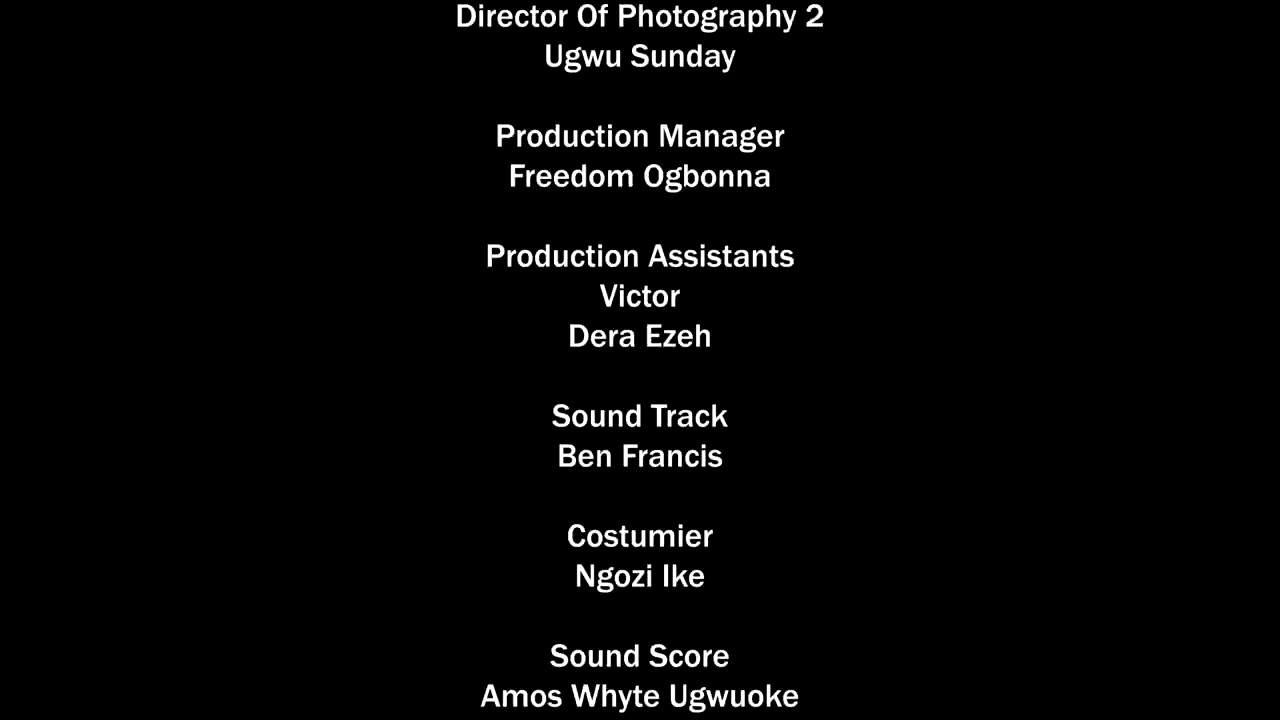 Director Of Photography 2
Ugwu Sunday
Production Manager
Freedom Ogbonna
Production Assistants
Victor
Dera Ezeh
Sound Track
Ben Francis
Costumier
Ngozi Ike
Sound Score
Amos Whyte Ugwuoke